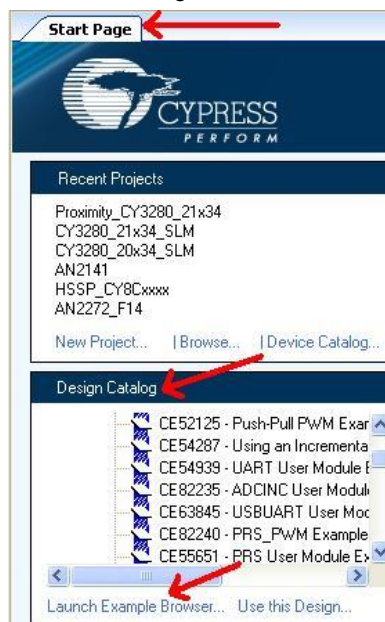 Start Page
CYPRESS
PERFORM
Recent Projects
Proximity_CY3280_21x34
CY3280_21x34_SLM
CY3280_20x34_SLM
AN2141
HSSP_CY8Cxxxx
AN2272_F14
New Project... | Browse... | Device Catalog...
Design Catalog
CE52125 - Push-Pull PWM Exar
CE54287 - Using an Incrementa
CE54939 - UART User Module E
CE82235 - ADCINC User Module
CE63845 - USBUART User Moc
CE82240 - PRS_PWM Example
CE55651 - PRS User Module Ex
Launch Example Browser... Use this Design...